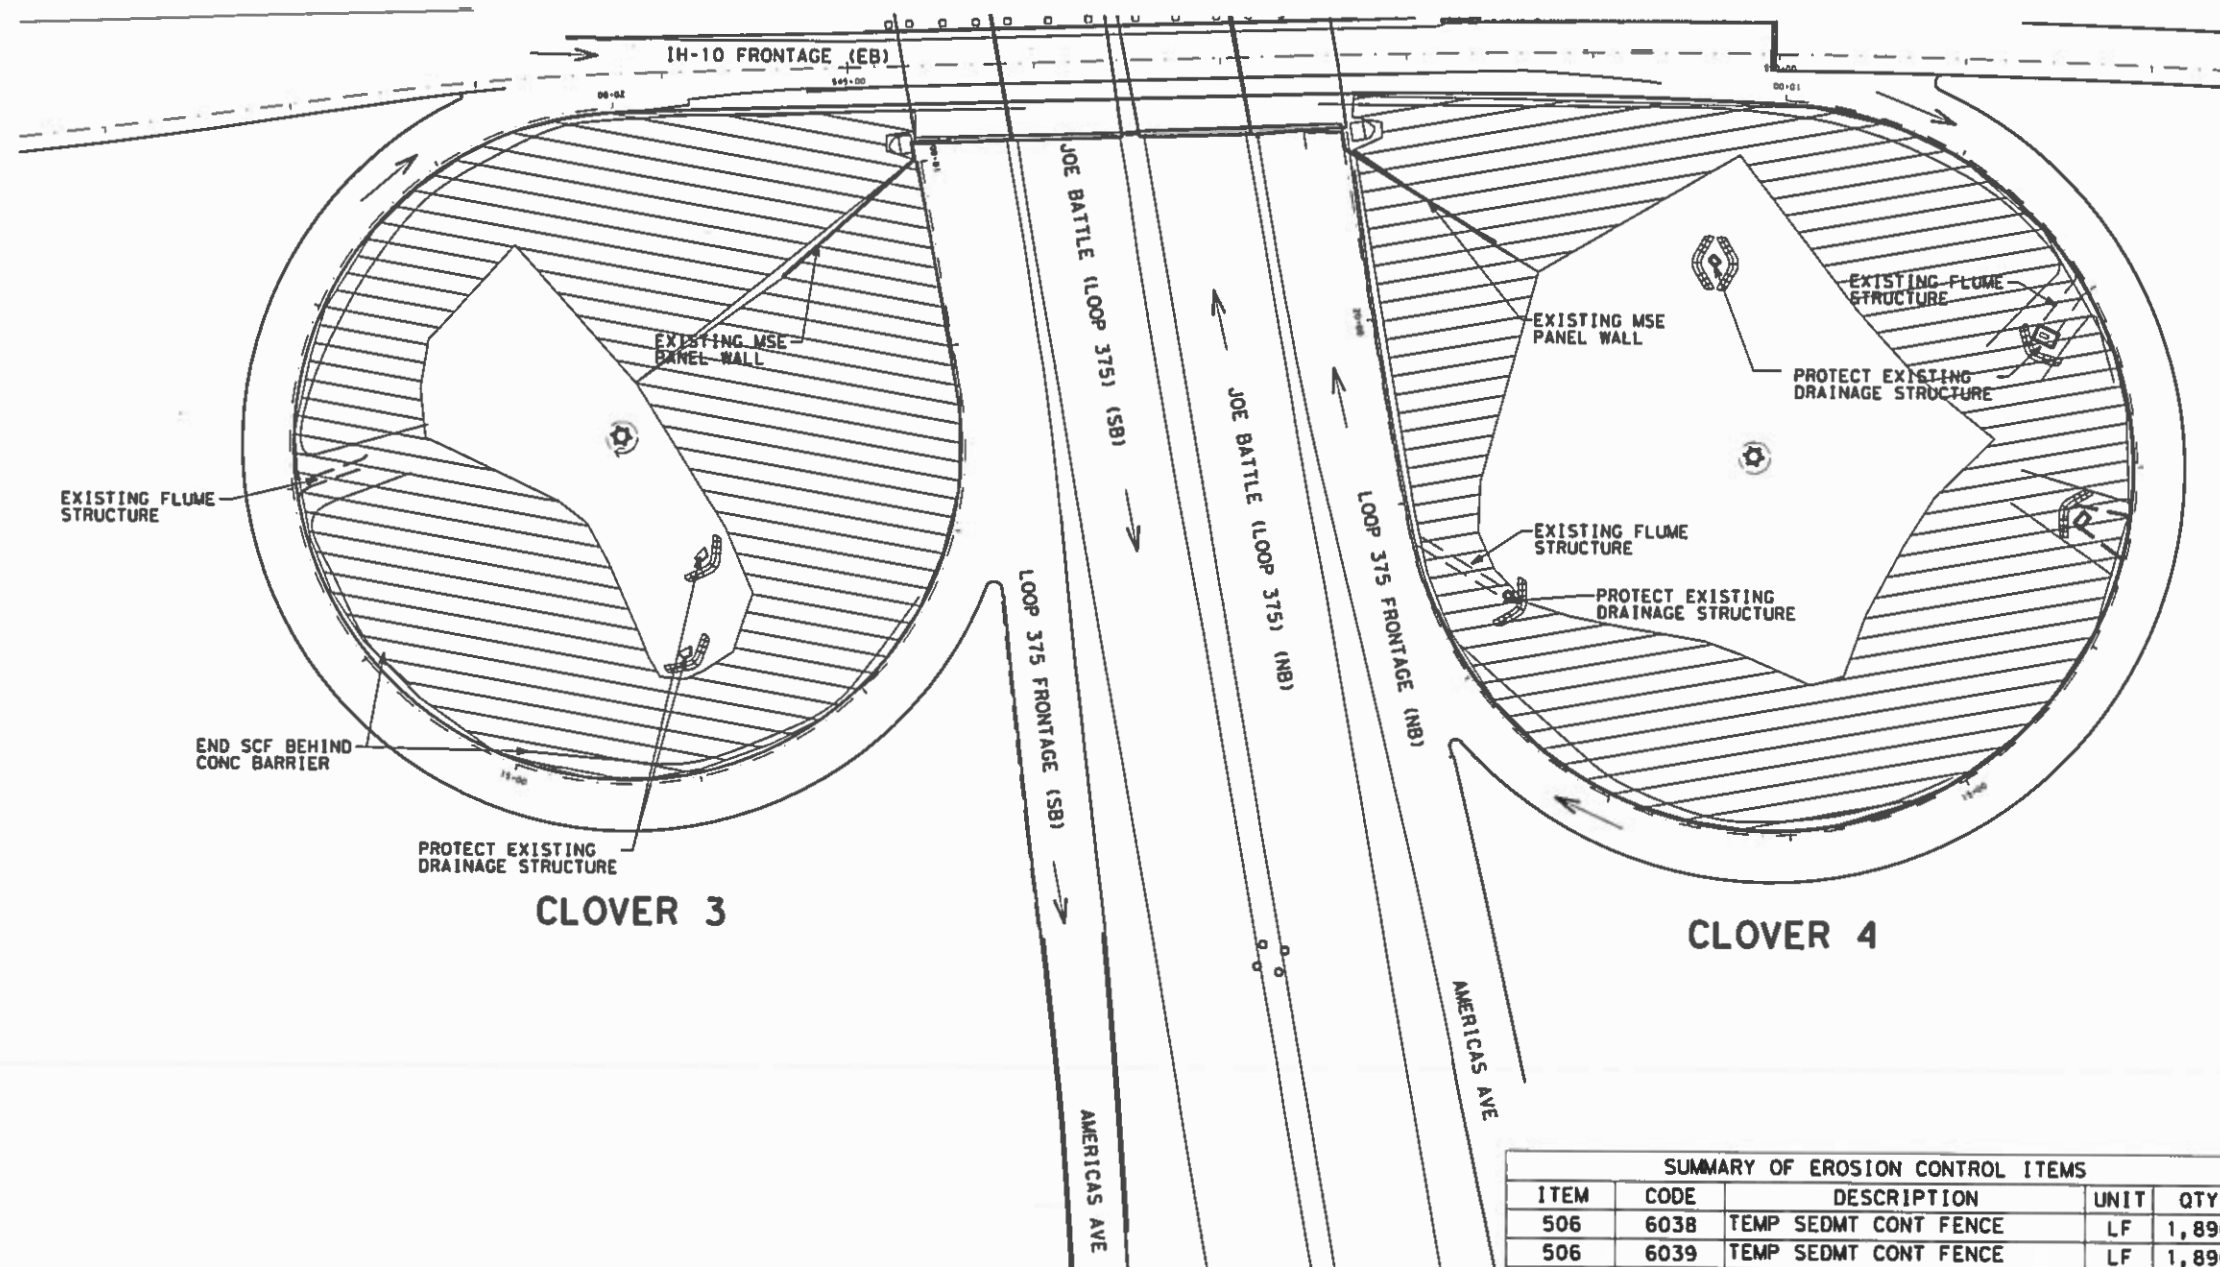 IH-10 FRONTAGE (EB)
JOE BATTLE (LOOP 375) (SB)
JOE BATTLE (LOOP 375) (NB)
LOOP 375 FRONTAGE (SB)
LOOP 375 FRONTAGE (NB)
AMERICAS AVE
AMERICAS AVE
EXISTING MSE
PANEL WALL
EXISTING FLUME
STRUCTURE
END SCF BEHIND
CONC BARRIER
15+00
PROTECT EXISTING
DRAINAGE STRUCTURE
CLOVER 3
EXISTING MSE
PANEL WALL
EXISTING FLUME
STRUCTURE
PROTECT EXISTING
DRAINAGE STRUCTURE
EXISTING FLUME
STRUCTURE
PROTECT EXISTING
DRAINAGE STRUCTURE
15+00
CLOVER 4
SUMMARY OF EROSION CONTROL ITEMS
ITEM CODE DESCRIPTION UNIT QTY
506 6038 TEMP SEDMT CONT FENCE LF
506 6039 TEMP SEDMT CONT FENCE LF